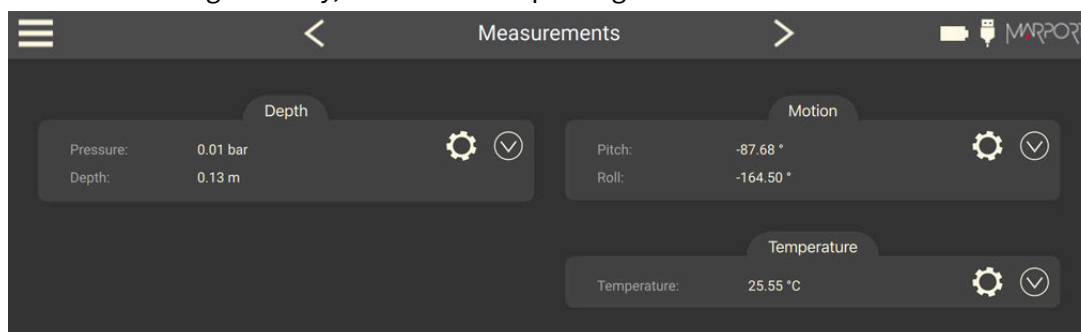 Measurements
MARPORT
Depth
Pressure: 0.01 bar
Depth: 0.13 m
Motion
Pitch: -87.68 °
Roll: -164.50 °
Temperature
Temperature: 25.55 °C